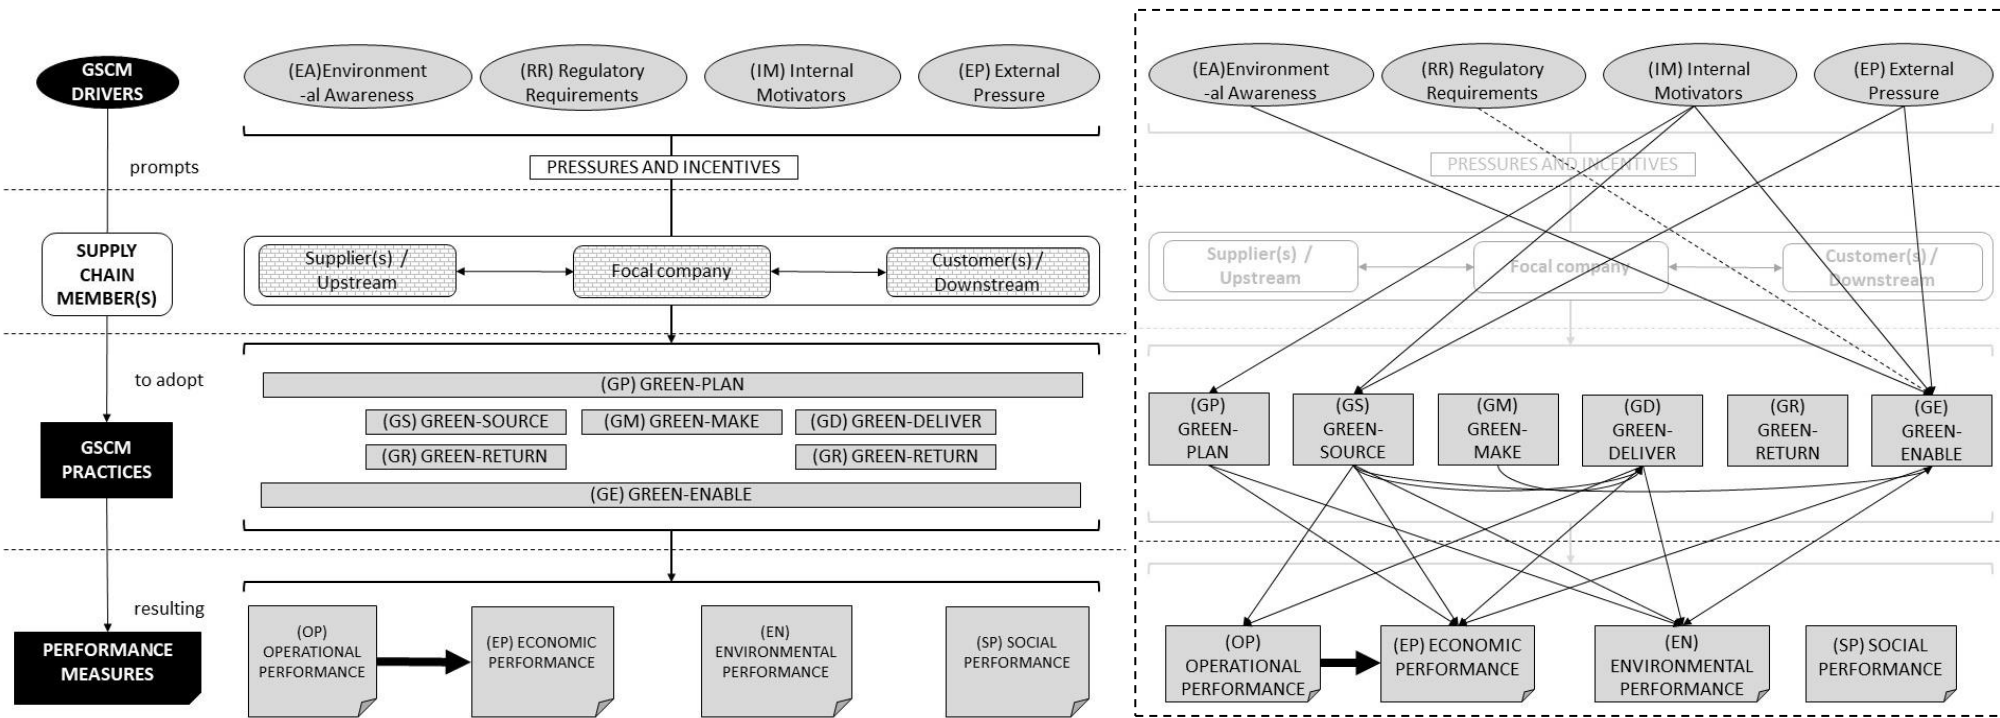 GSCM
DRIVERS
(EA)Environment
-al Awareness
(RR) Regulatory
Requirements
(IM) Internal
Motivators
(EP) External
Pressure
prompts
PRESSURES AND INCENTIVES
SUPPLY
CHAIN
MEMBER(S)
Supplier(s) /
Upstream
Focal company
Customer(s) /
Downstream
to adopt
(GP) GREEN-PLAN
(GS) GREEN-SOURCE
(GM) GREEN-MAKE
(GD) GREEN-DELIVER
GSCM
PRACTICES
(GR) GREEN-RETURN
(GR) GREEN-RETURN
(GE) GREEN-ENABLE
resulting
PERFORMANCE
MEASURES
(OP)
OPERATIONAL
PERFORMANCE
(EP) ECONOMIC
PERFORMANCE
(EN)
ENVIRONMENTAL
PERFORMANCE
(SP) SOCIAL
PERFORMANCE
(EA)Environment
-al Awareness
(RR) Regulatory
Requirements
(IM) Internal
Motivators
(EP) External
Pressure
PRESSURES AND INCENTIVES
Supplier(s) /
Upstream
Focal company
Customer(s) /
Downstream
(GP)
GREEN-
PLAN
(GS)
GREEN-
SOURCE
(GM)
GREEN-
MAKE
(GD)
GREEN-
DELIVER
(GR)
GREEN-
RETURN
(GE)
GREEN-
ENABLE
(OP)
OPERATIONAL
PERFORMANCE
(EP) ECONOMIC
PERFORMANCE
(EN)
ENVIRONMENTAL
PERFORMANCE
(SP) SOCIAL
PERFORMANCE